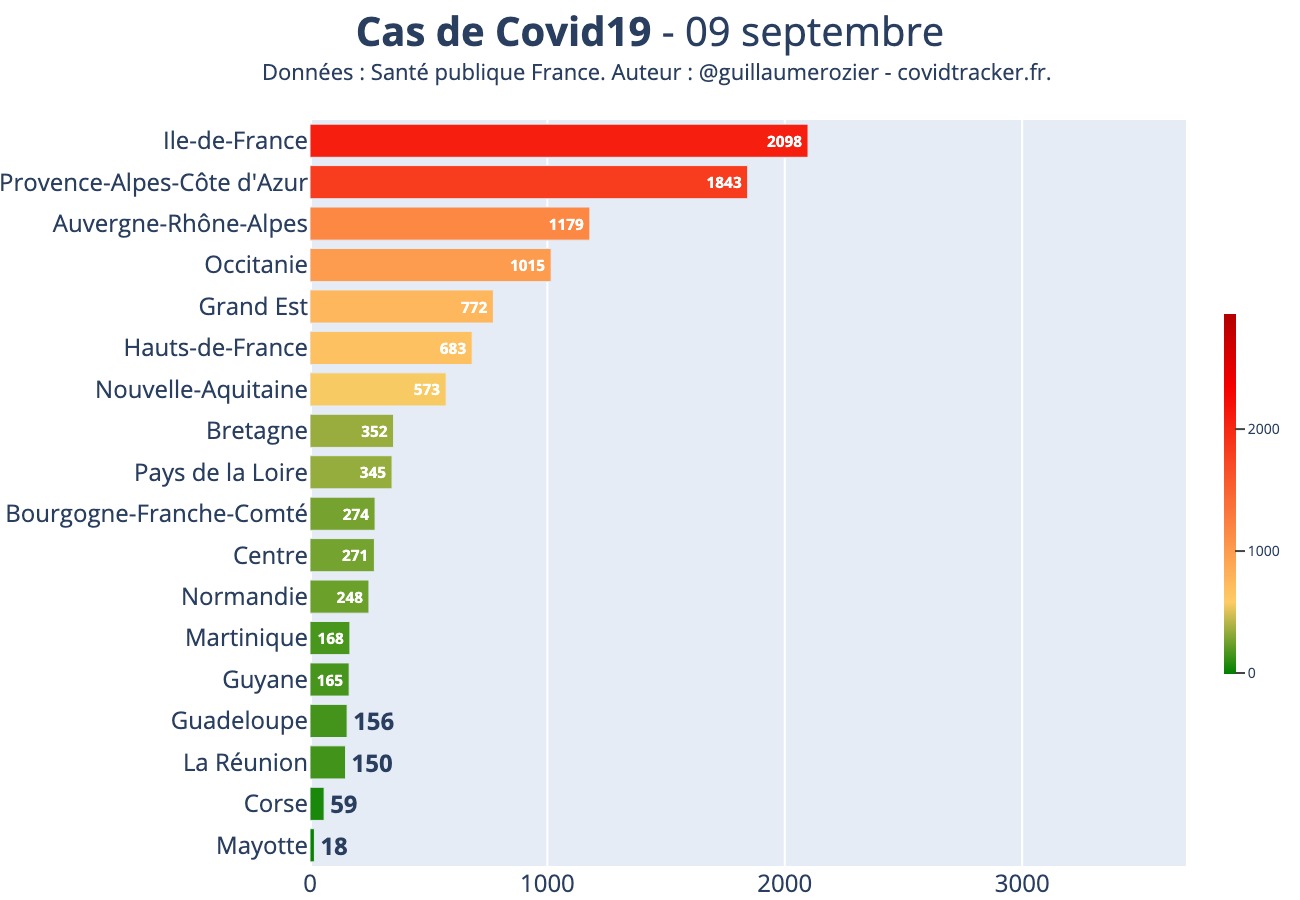 Cas de Covid19 - 09 septembre
Données : Santé publique France. Auteur : @guillaumerozier - covidtracker.fr.
Ile-de-France 2098
Provence-Alpes-Côte d'Azur 1843
Auvergne-Rhône-Alpes 1179
Occitanie 1015
Grand Est 772
Hauts-de-France 683
Nouvelle-Aquitaine 573
Bretagne 352
Pays de la Loire 345
Bourgogne-Franche-Comté 274
Centre 271
Normandie 248
Martinique 168
Guyane 165
Guadeloupe 156
La Réunion 150
Corse 59
Mayotte 18
0 1000 2000 3000
2000
1000
0